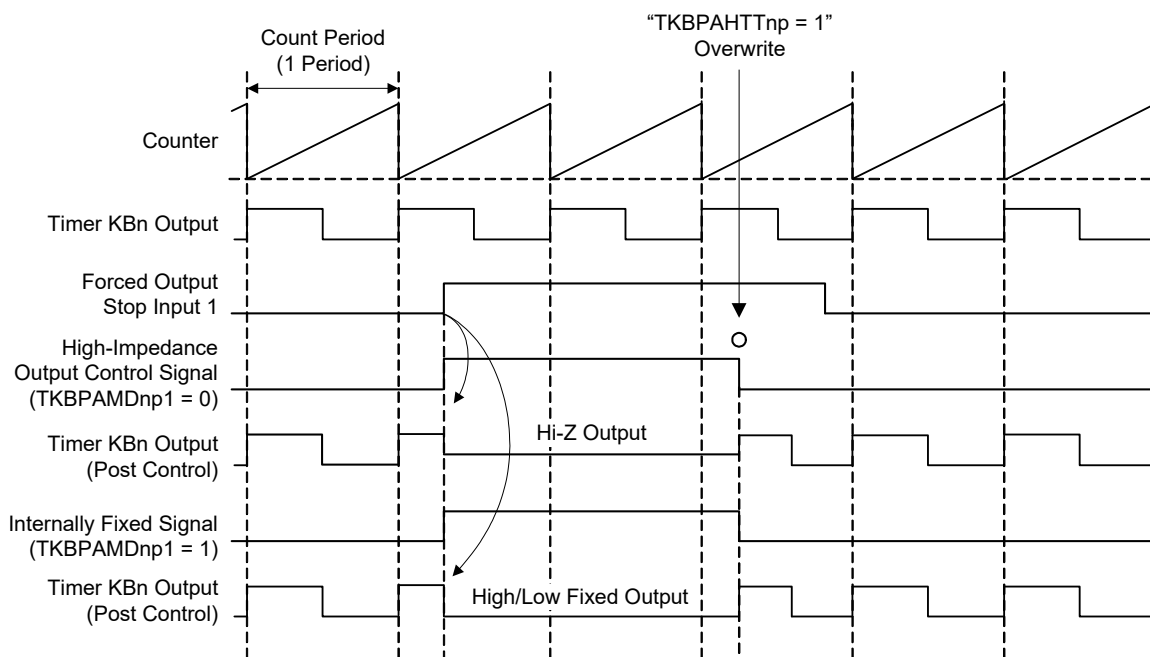 “TKBPAHTTnp = 1”
Overwrite
Count Period
(1 Period)
Counter
Timer KBn Output
Forced Output
Stop Input 1
High-Impedance
Output Control Signal
(TKBPAMDnp1 = 0)
Hi-Z Output
Timer KBn Output
(Post Control)
Internally Fixed Signal
(TKBPAMDnp1 = 1)
Timer KBn Output
(Post Control)
High/Low Fixed Output